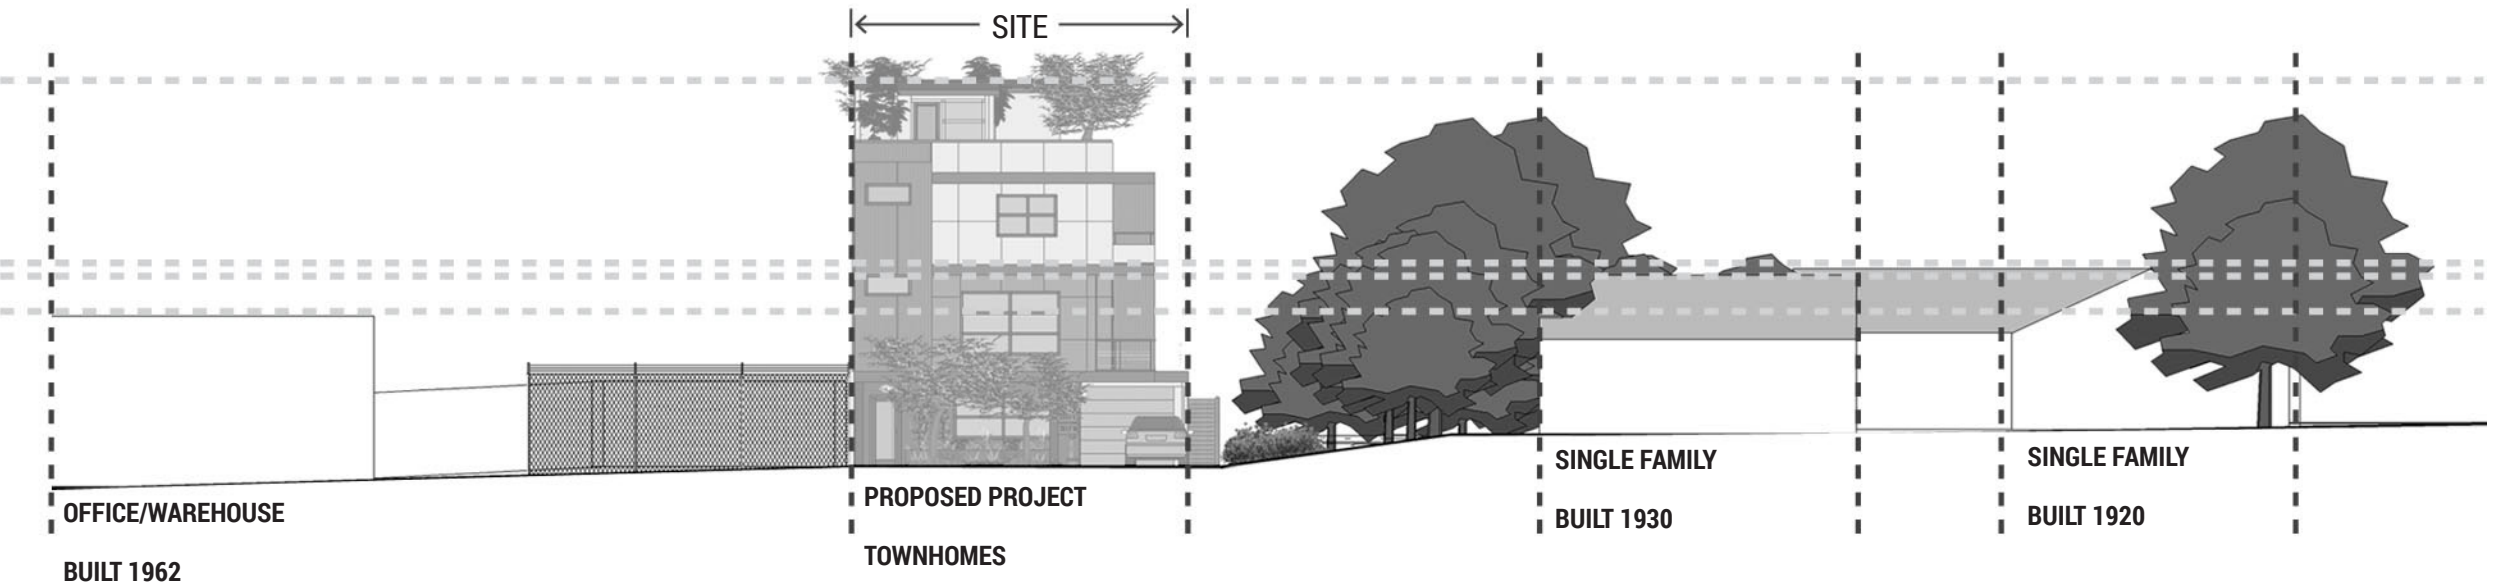 SITE
OFFICE/WAREHOUSE
BUILT 1962
PROPOSED PROJECT
TOWNHOMES
SINGLE FAMILY
BUILT 1930
SINGLE FAMILY
BUILT 1920